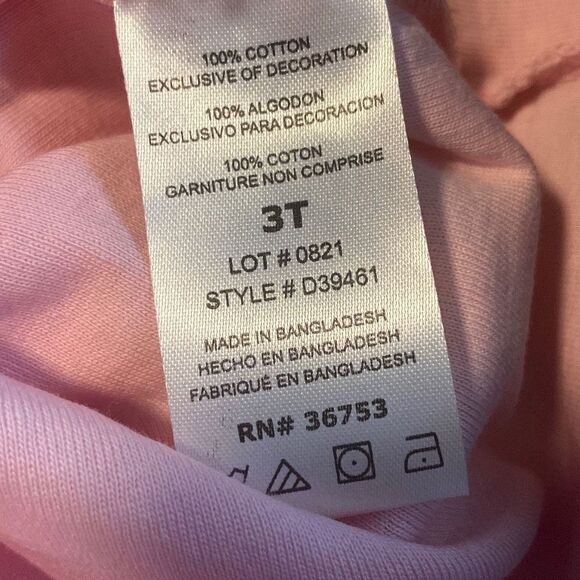 100% COTTON
EXCLUSIVE OF DECORATION
100% ALGODON
EXCLUSIVO PARA DECORACION
100% COTON
GARNITURE NON COMPRISE
3T
LOT # 0821
STYLE # D39461
MADE IN BANGLADESH
HECHO EN BANGLADESH
FABRIQUÉ EN BANGLADESH
RN# 36753